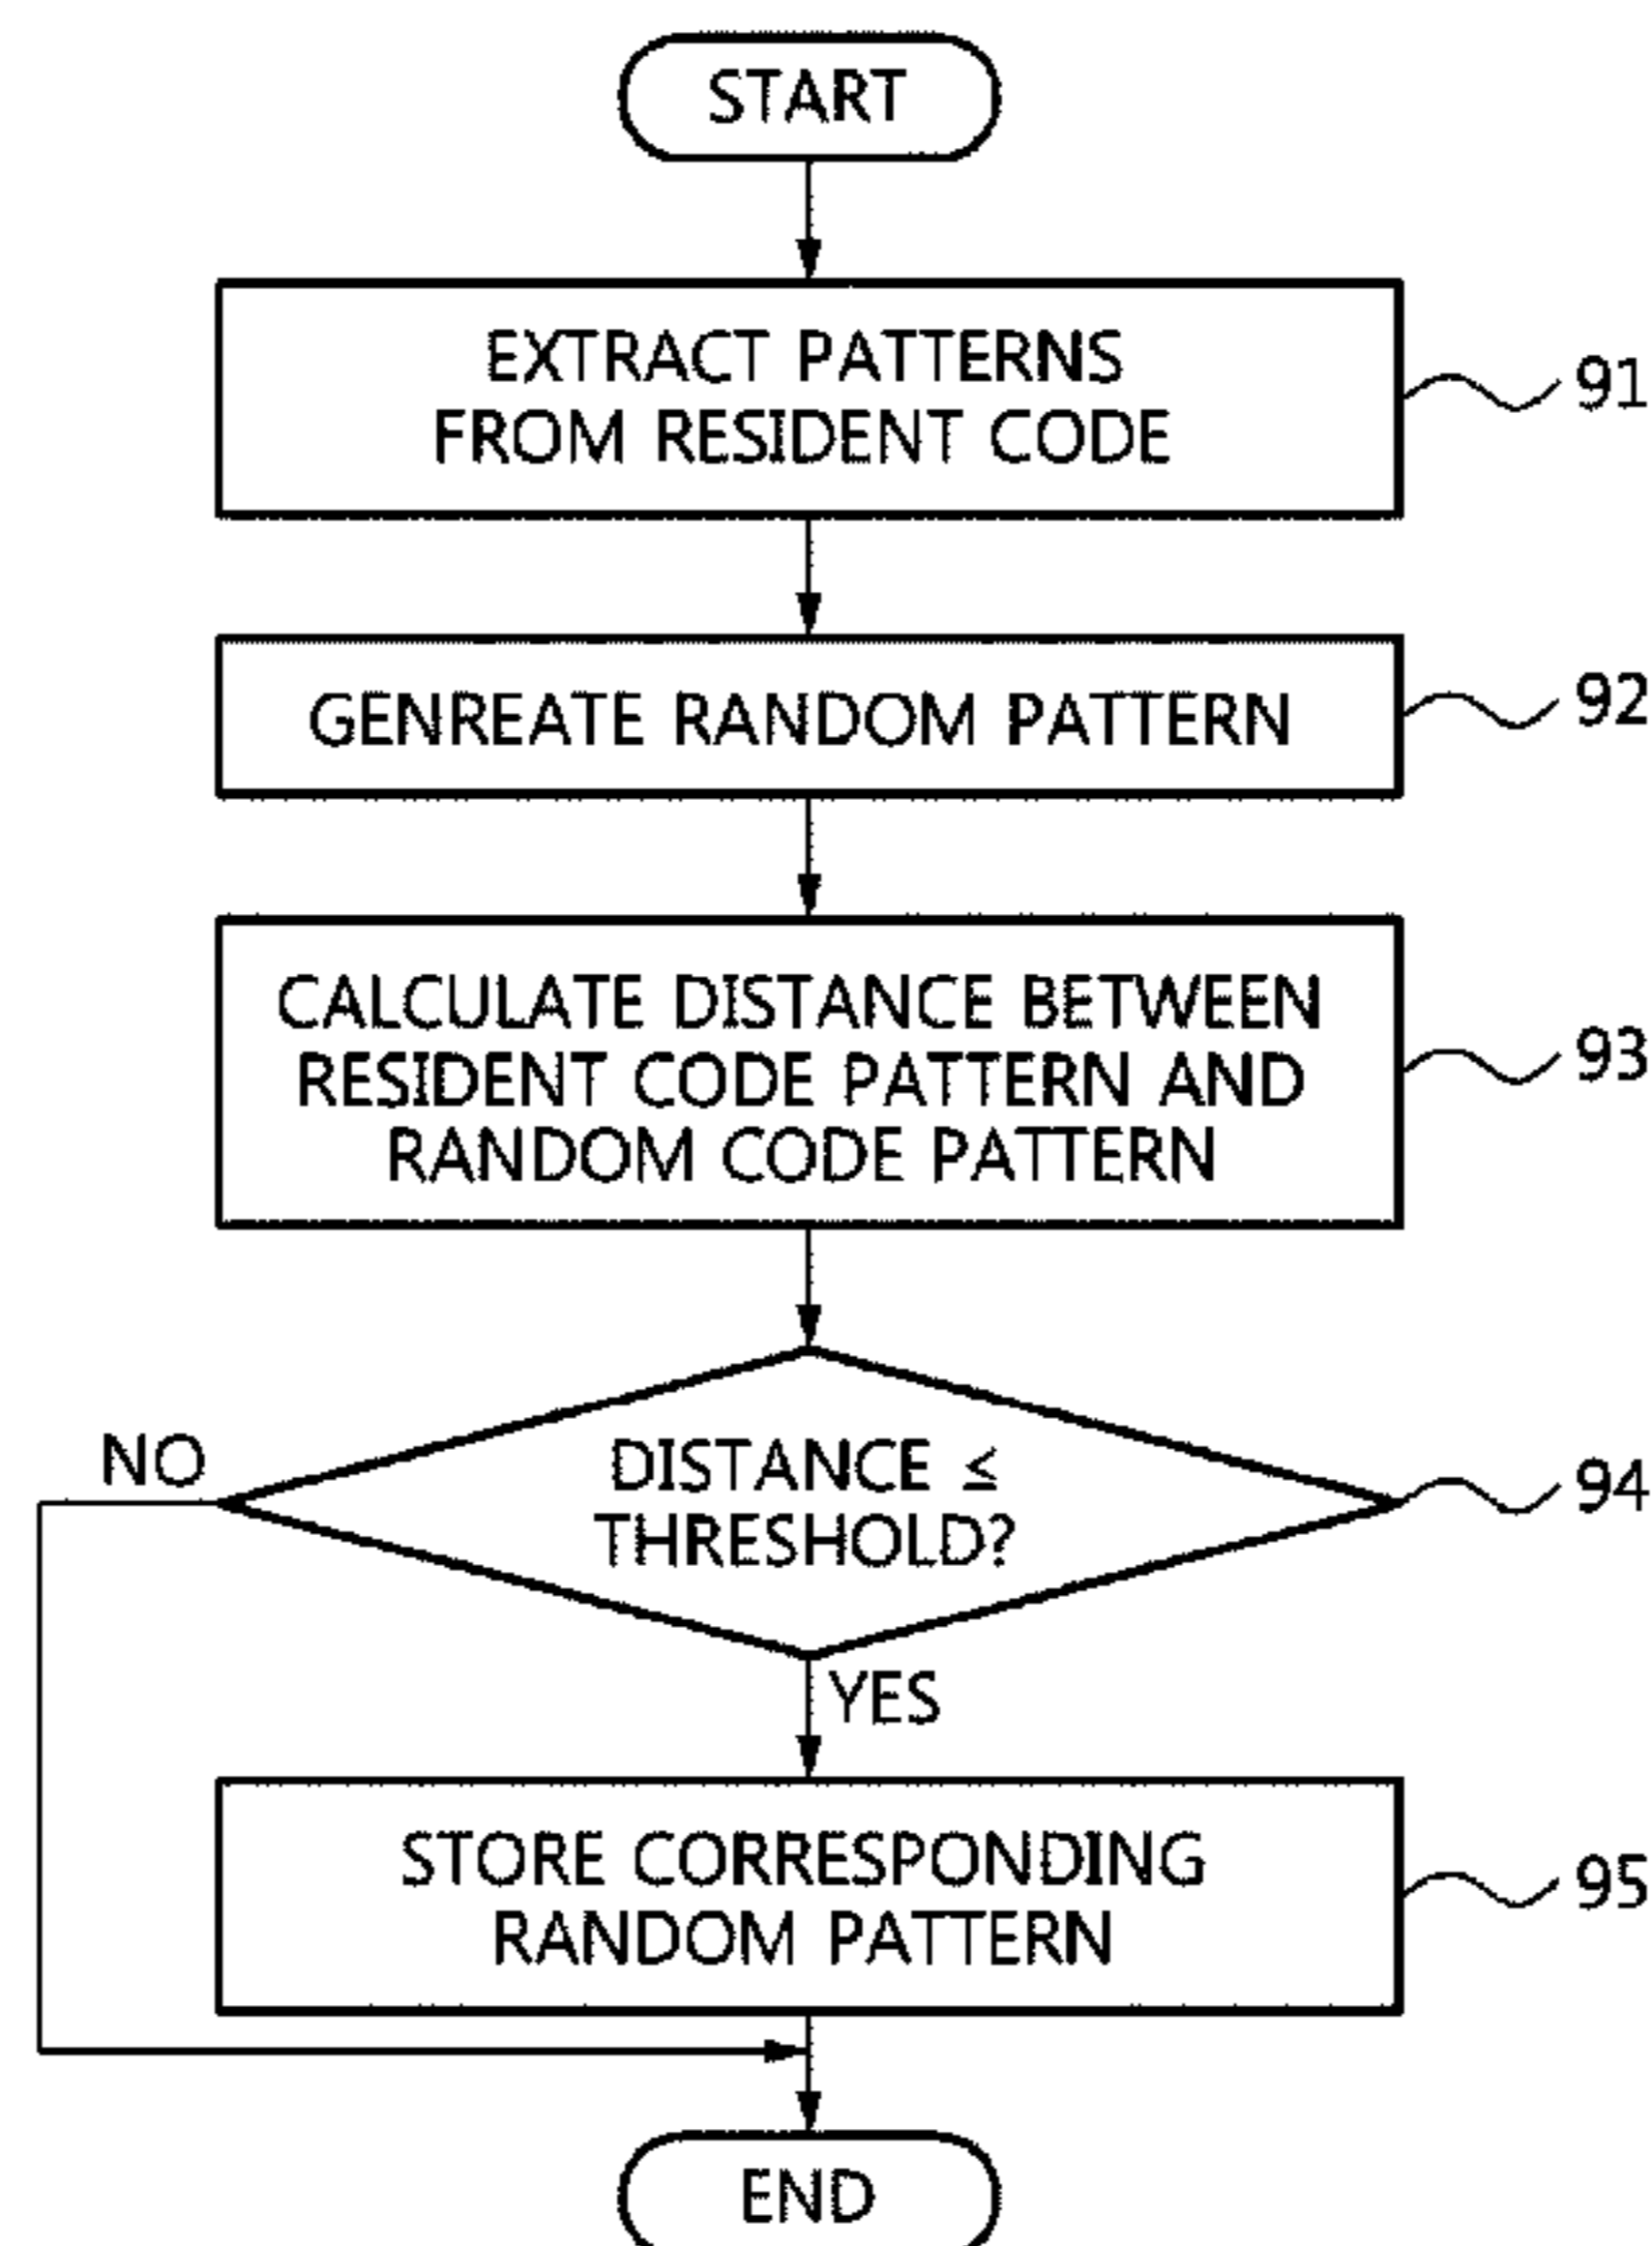 START
EXTRACT PATTERNS
FROM RESIDENT CODE
91
GENREATE RANDOM PATTERN
92
CALCULATE DISTANCE BETWEEN
RESIDENT CODE PATTERN AND
RANDOM CODE PATTERN
93
NO
DISTANCE ≤
THRESHOLD?
94
YES
STORE CORRESPONDING
RANDOM PATTERN
95
END